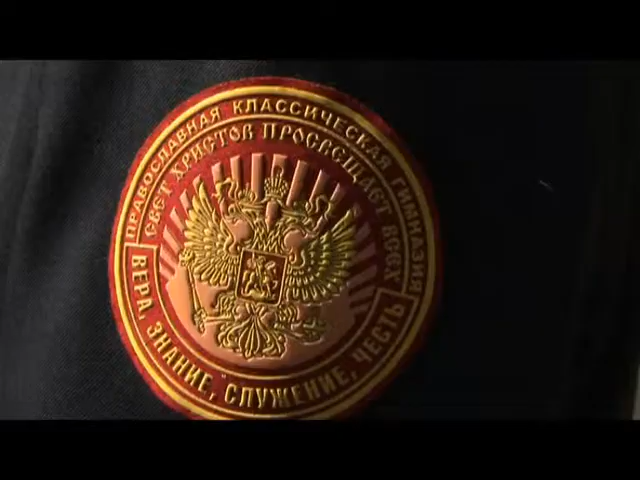 ПРАВОСЛАВНАЯ КЛАССИЧЕСКАЯ ГИМНАЗИЯ
СВЕТ ХРИСТОВ ПРОСВЕЩАЕТ ВСЕХ
ВЕРА, ЗНАНИЕ, СЛУЖЕНИЕ, ЧЕСТЬ